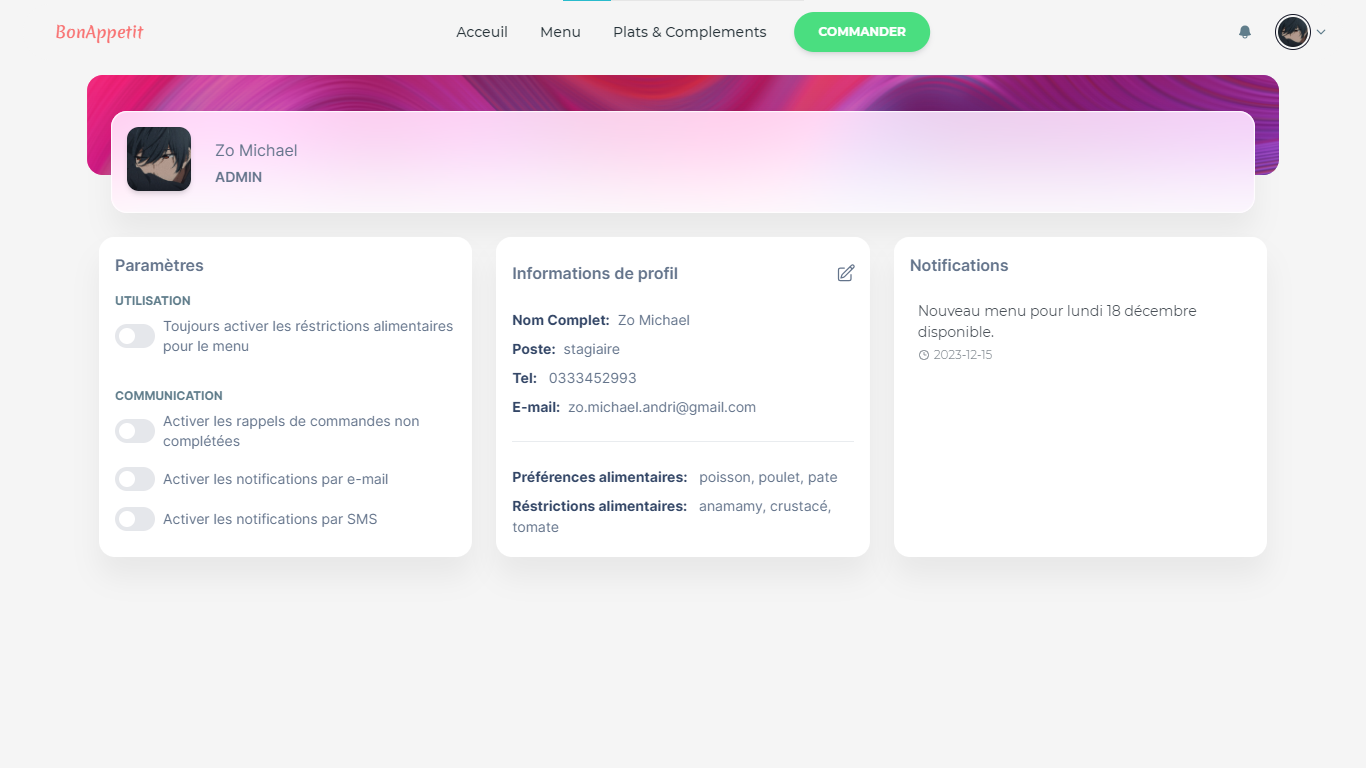 BonAppetit
Acceuil
Menu
Plats & Complements
COMMANDER
Zo Michael
ADMIN
Paramètres
UTILISATION
Toujours activer les réstrictions alimentaires
pour le menu
COMMUNICATION
Activer les rappels de commandes non
complétées
Activer les notifications par e-mail
Activer les notifications par SMS
Informations de profil
Nom Complet: Zo Michael
Poste: stagiaire
Tel: 0333452993
E-mail: zo.michael.andri@gmail.com
Préférences alimentaires: poisson, poulet, pate
Réstrictions alimentaires: anamamy, crustacé,
tomate
Notifications
Nouveau menu pour lundi 18 décembre
disponible.
2023-12-15